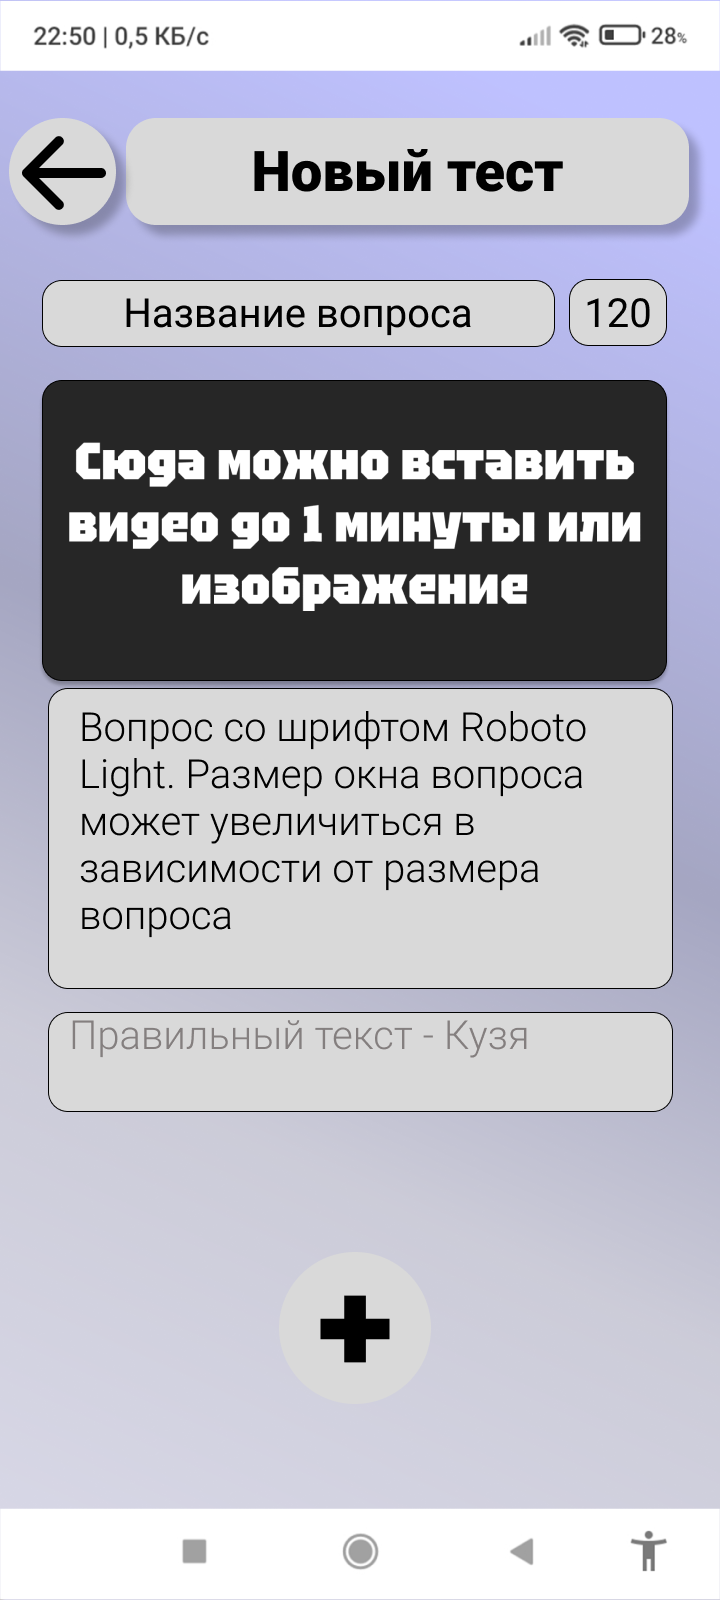 22:50 | 0,5 КБ/с 28%
Новый тест
Название вопроса 120
Сюда можно вставить
видео до 1 минуты или
изображение
Вопрос со шрифтом Roboto
Light. Размер окна вопроса
может увеличиться в
зависимости от размера
вопроса
Правильный текст - Кузя